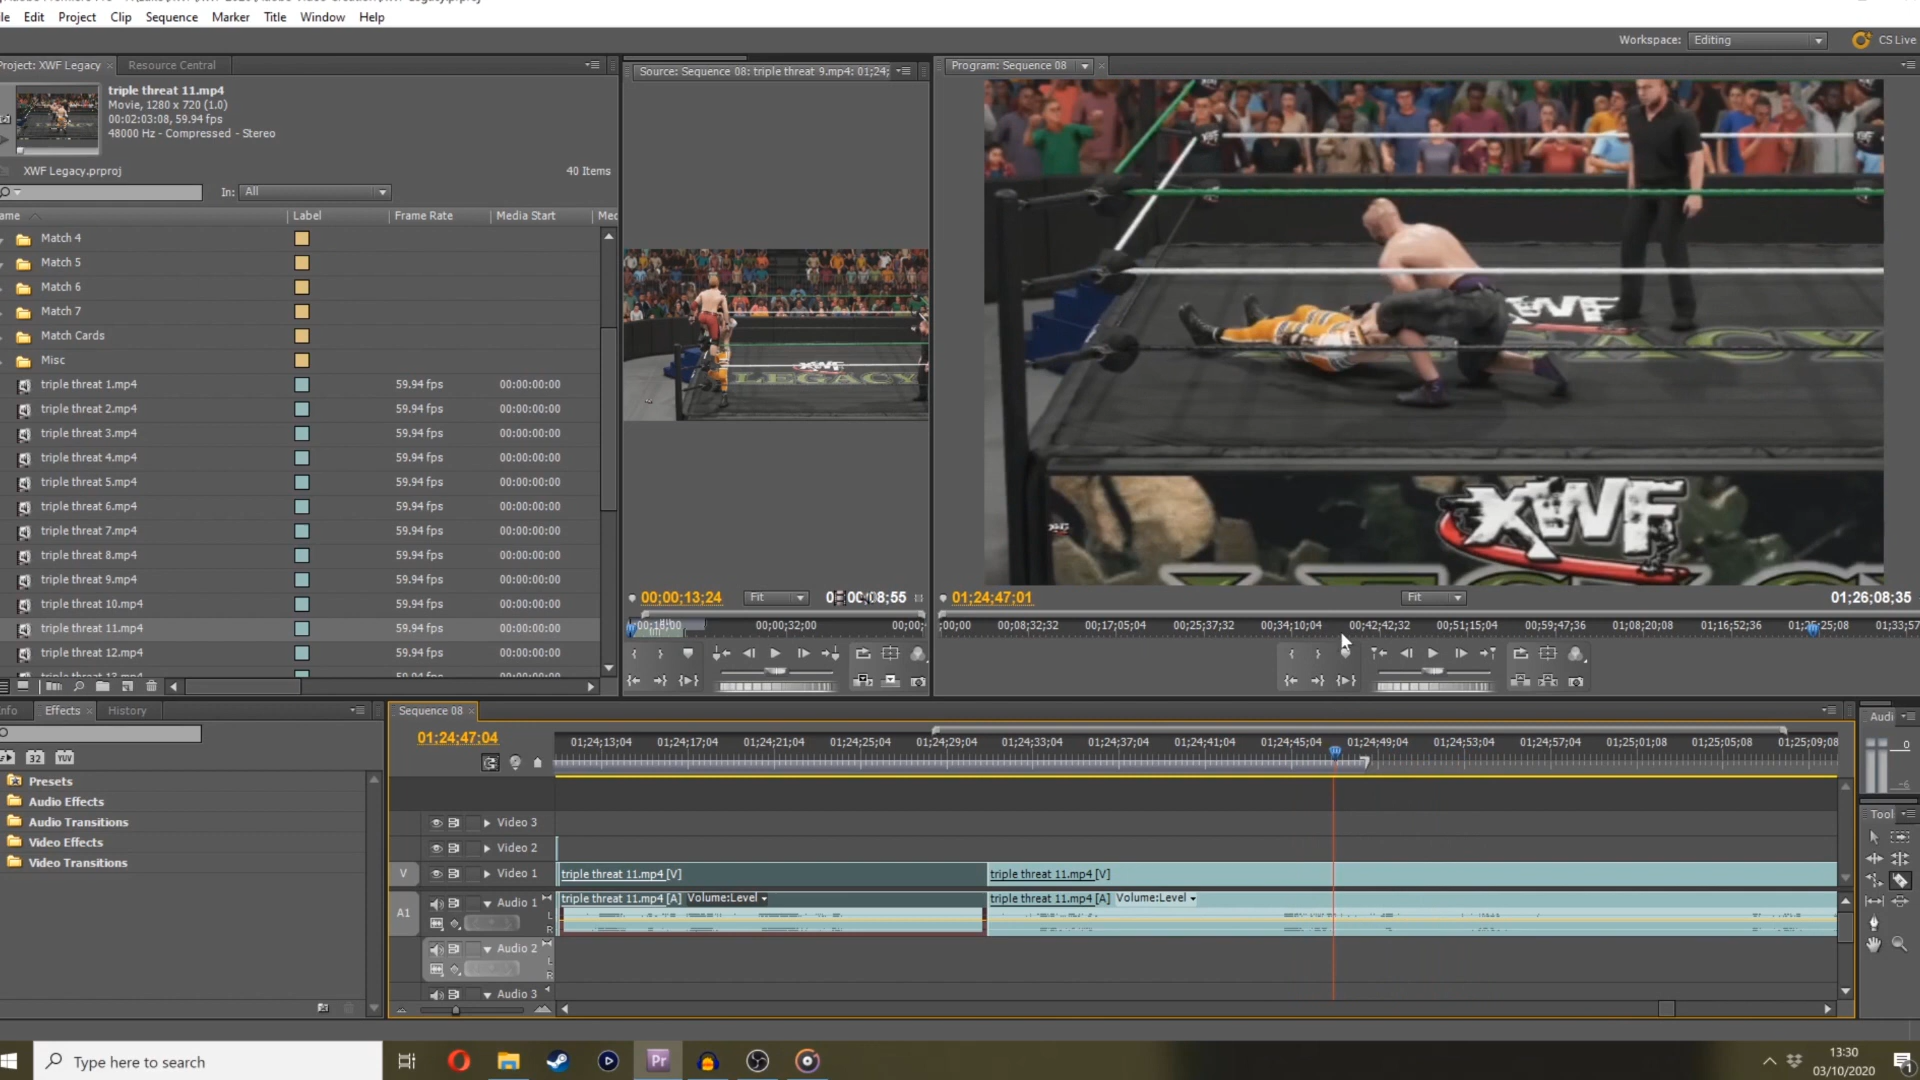 Edit Project Clip Sequence Marker Title Window Help
Workspace: Editing CS Live
Project: XWF Legacy
Resource Central
triple threat 11.mp4
Movie, 1280 x 720 (1.0)
00:02:03:08, 59.94 fps
48000 Hz - Compressed - Stereo
XWF Legacy.prproj
40 Items
In: All
Label Frame Rate Media Start
Match 4
Match 5
Match 6
Match 7
Match Cards
Misc
triple threat 1.mp4 59.94 fps 00:00:00:00
triple threat 2.mp4 59.94 fps 00:00:00:00
triple threat 3.mp4 59.94 fps 00:00:00:00
triple threat 4.mp4 59.94 fps 00:00:00:00
triple threat 5.mp4 59.94 fps 00:00:00:00
triple threat 6.mp4 59.94 fps 00:00:00:00
triple threat 7.mp4 59.94 fps 00:00:00:00
triple threat 8.mp4 59.94 fps 00:00:00:00
triple threat 9.mp4 59.94 fps 00:00:00:00
triple threat 10.mp4 59.94 fps 00:00:00:00
triple threat 11.mp4 59.94 fps 00:00:00:00
triple threat 12.mp4 59.94 fps 00:00:00:00
Source: Sequence 08: triple threat 9.mp4: 01;24;
XWF
LEGACY
00;00;13;24 Fit
00;00;32;00 00;00;
Program: Sequence 08
XWF
XWF
01;24;47;01 Fit 01;26;08;35
;00;00 00;08;32;32 00;17;05;04 00;25;37;32 00;34;10;04 00;42;42;32 00;51;15;04 00;59;47;36 01;08;20;08 01;16;52;36 01;25;25;08 01;33;57
Effects History
32 YUV
Presets
Audio Effects
Audio Transitions
Video Effects
Video Transitions
Sequence 08
01;24;47;04
01;24;13;04 01;24;17;04 01;24;21;04 01;24;25;04 01;24;29;04 01;24;33;04 01;24;37;04 01;24;41;04 01;24;45;04 01;24;49;04 01;24;53;04 01;24;57;04 01;25;01;08 01;25;05;08 01;25;09;08
Video 3
Video 2
V Video 1 triple threat 11.mp4 [V] triple threat 11.mp4 [V]
A1 Audio 1 triple threat 11.mp4 [A] Volume:Level triple threat 11.mp4 [A] Volume:Level
L
R
Audio 2
L
R
Audio 3
Audi
0
-6
Tool
Type here to search
Pr
13:30
03/10/2020
1